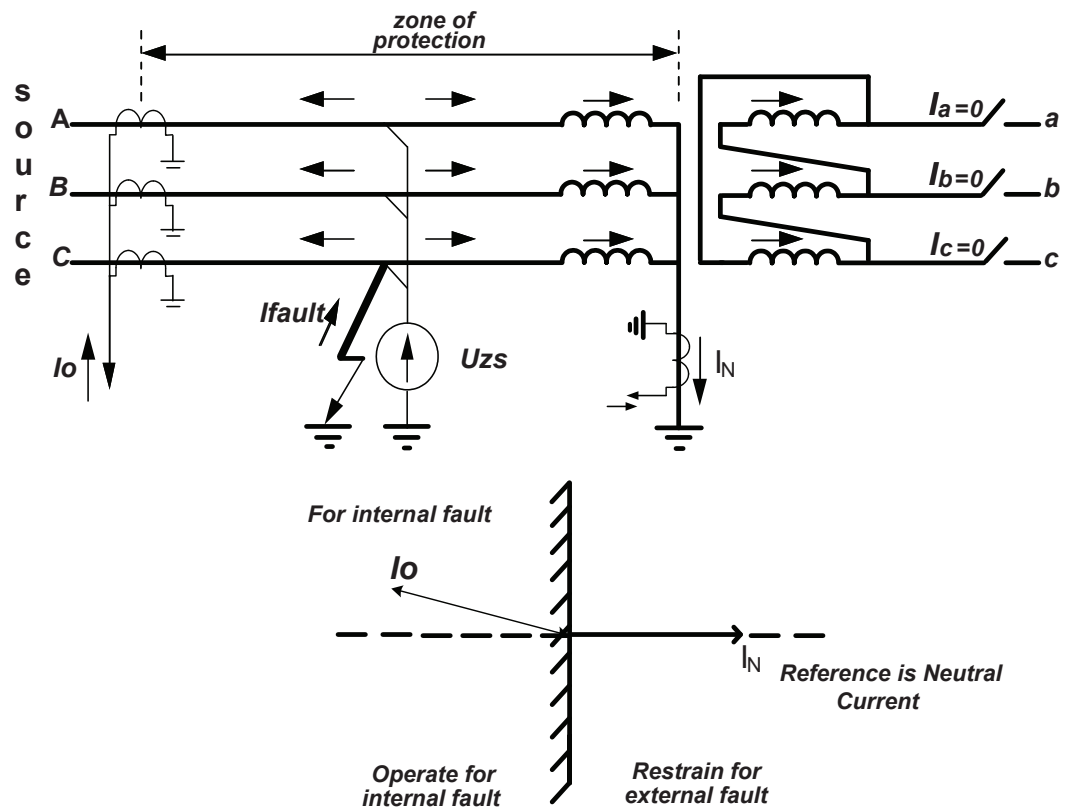 zone of
protection
source
A
B
C
Ia=0
a
Ib=0
b
Ic=0
c
Ifault
Uzs
Io
IN
For internal fault
Io
IN
Reference is Neutral
Current
Operate for
internal fault
Restrain for
external fault